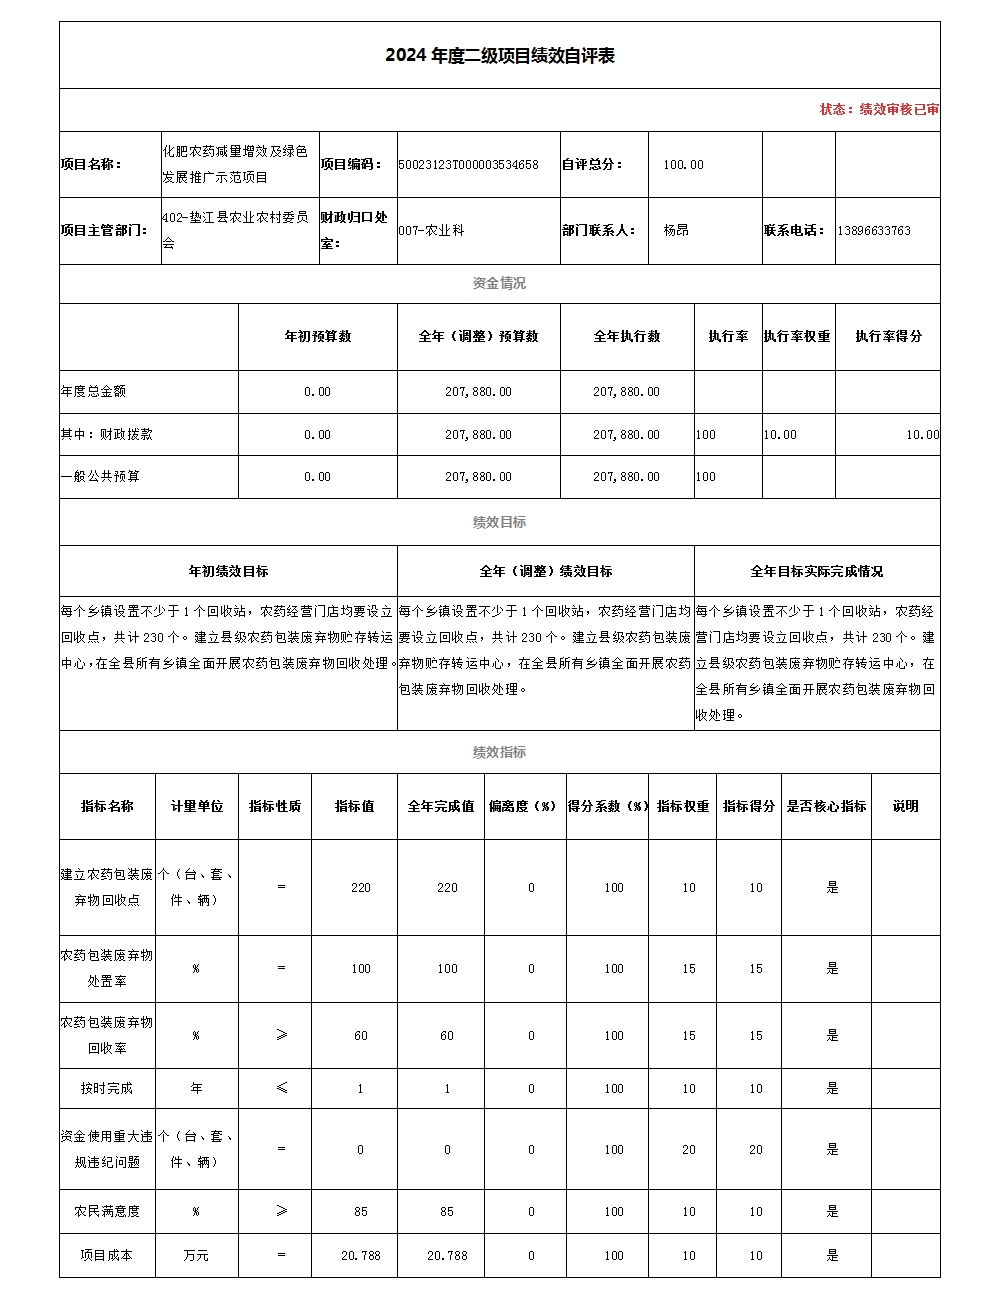 2024 年度二级项目绩效自评表
状态：绩效审核已审
项目名称： 化肥农药减量增效及绿色发展推广示范项目 项目编码： 50023123T000003534658 自评总分： 100.00
项目主管部门： 402-垫江县农业农村委员会 财政归口处室： 007-农业科 部门联系人： 杨昂 联系电话： 13896633763
资金情况
年初预算数 全年（调整）预算数 全年执行数 执行率 执行率权重 执行率得分
年度总金额 0.00 207,880.00 207,880.00
其中：财政拨款 0.00 207,880.00 207,880.00 100 10.00 10.00
一般公共预算 0.00 207,880.00 207,880.00 100
绩效目标
年初绩效目标 全年（调整）绩效目标 全年目标实际完成情况
每个乡镇设置不少于 1 个回收站，农药经营门店均要设立
回收点，共计 230 个。建立县级农药包装废弃物贮存转运
中心，在全县所有乡镇全面开展农药包装废弃物回收处理。
每个乡镇设置不少于 1 个回收站，农药经营门店均
要设立回收点，共计 230 个。建立县级农药包装废
弃物贮存转运中心，在全县所有乡镇全面开展农药
包装废弃物回收处理。
每个乡镇设置不少于 1 个回收站，农药经
营门店均要设立回收点，共计 230 个。建
立县级农药包装废弃物贮存转运中心，在
全县所有乡镇全面开展农药包装废弃物回
收处理。
绩效指标
指标名称 计量单位 指标性质 指标值 全年完成值 偏离度（%） 得分系数（%） 指标权重 指标得分 是否核心指标 说明
建立农药包装废弃物回收点 个（台、套、件、辆） ＝ 220 220 0 100 10 10 是
农药包装废弃物处置率 % ＝ 100 100 0 100 15 15 是
农药包装废弃物回收率 % ≥ 60 60 0 100 15 15 是
按时完成 年 ≤ 1 1 0 100 10 10 是
资金使用重大违规违纪问题 个（台、套、件、辆） ＝ 0 0 0 100 20 20 是
农民满意度 % ≥ 85 85 0 100 10 10 是
项目成本 万元 ＝ 20.788 20.788 0 100 10 10 是